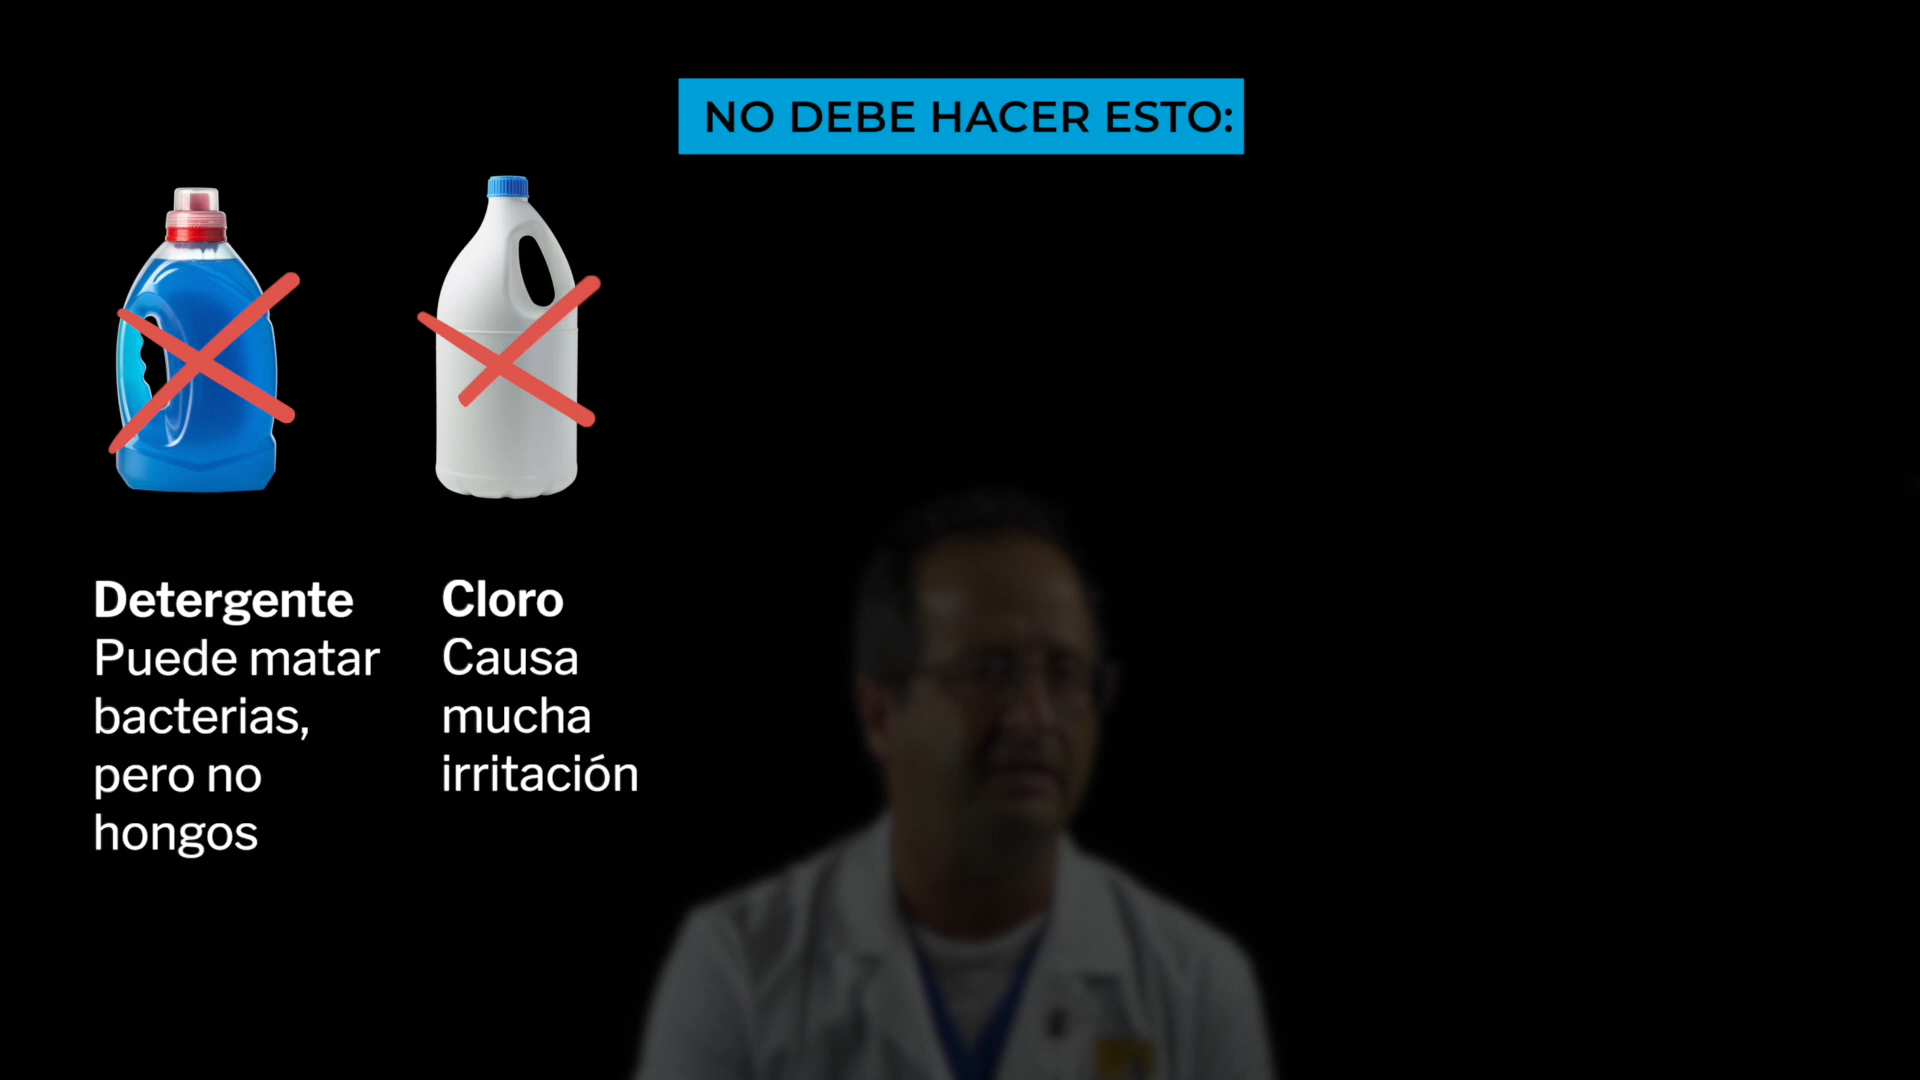 NO DEBE HACER ESTO:
Detergente
Puede matar
bacterias,
pero no
hongos
Cloro
Causa
mucha
irritación